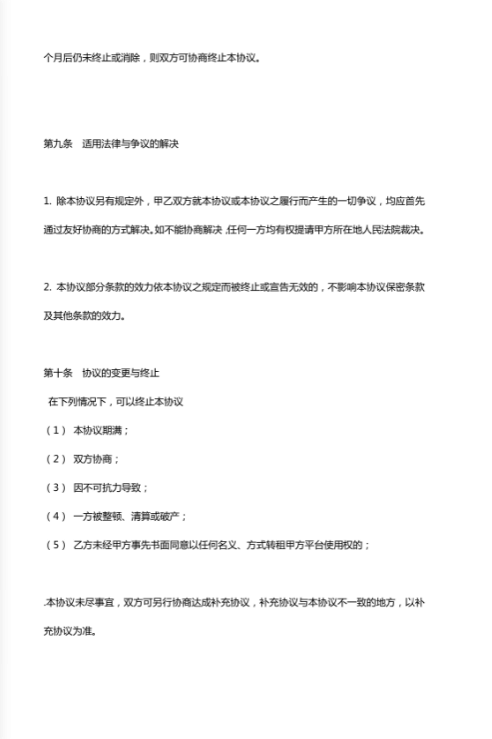 个月后仍未终止或消除，则双方可协商终止本协议。
第九条 适用法律与争议的解决
1. 除本协议另有规定外，甲乙双方就本协议或本协议之履行而产生的一切争议，均应首先
通过友好协商的方式解决。如不能协商解决，任何一方均有权提请甲方所在地人民法院裁决。
2. 本协议部分条款的效力依本协议之规定而被终止或宣告无效的，不影响本协议保密条款
及其他条款的效力。
第十条 协议的变更与终止
在下列情况下，可以终止本协议
（1） 本协议期满；
（2） 双方协商；
（3） 因不可抗力导致；
（4） 一方被整顿、清算或破产；
（5） 乙方未经甲方事先书面同意以任何名义、方式转租甲方平台使用权的；
.本协议未尽事宜，双方可另行协商达成补充协议，补充协议与本协议不一致的地方，以补
充协议为准。